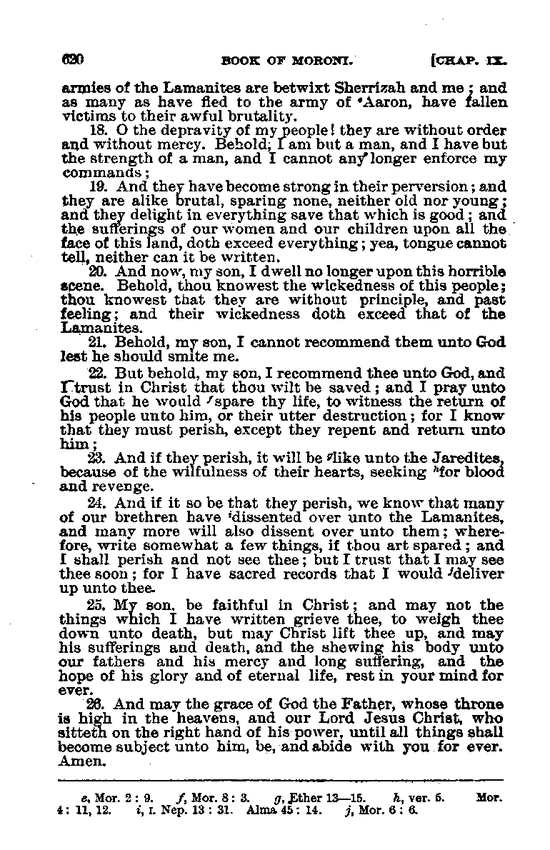 620 BOOK OF MORONI. [CHAP. IX.
armies of the Lamanites are betwixt Sherrizah and me; and
as many as have fled to the army of ᵉAaron, have fallen
victims to their awful brutality.
18. O the depravity of my people! they are without order
and without mercy. Behold, I am but a man, and I have but
the strength of a man, and I cannot any longer enforce my
commands;
19. And they have become strong in their perversion; and
they are alike brutal, sparing none, neither old nor young;
and they delight in everything save that which is good; and
the sufferings of our women and our children upon all the
face of this land, doth exceed everything; yea, tongue cannot
tell, neither can it be written.
20. And now, my son, I dwell no longer upon this horrible
scene. Behold, thou knowest the wickedness of this people;
thou knowest that they are without principle, and past
feeling; and their wickedness doth exceed that of the
Lamanites.
21. Behold, my son, I cannot recommend them unto God
lest he should smite me.
22. But behold, my son, I recommend thee unto God, and
I trust in Christ that thou wilt be saved; and I pray unto
God that he would ᶠspare thy life, to witness the return of
his people unto him, or their utter destruction; for I know
that they must perish, except they repent and return unto
him;
23. And if they perish, it will be ᵍlike unto the Jaredites,
because of the wilfulness of their hearts, seeking ʰfor blood
and revenge.
24. And if it so be that they perish, we know that many
of our brethren have ⁱdissented over unto the Lamanites,
and many more will also dissent over unto them; where-
fore, write somewhat a few things, if thou art spared; and
I shall perish and not see thee; but I trust that I may see
thee soon; for I have sacred records that I would ʲdeliver
up unto thee.
25. My son, be faithful in Christ; and may not the
things which I have written grieve thee, to weigh thee
down unto death, but may Christ lift thee up, and may
his sufferings and death, and the shewing his body unto
our fathers and his mercy and long suffering, and the
hope of his glory and of eternal life, rest in your mind for
ever.
26. And may the grace of God the Father, whose throne
is high in the heavens, and our Lord Jesus Christ, who
sitteth on the right hand of his power, until all things shall
become subject unto him, be, and abide with you for ever.
Amen.
e, Mor. 2: 9. f, Mor. 8: 3. g, Ether 13—15. h, ver. 5. Mor.
4: 11, 12. i, I. Nep. 13: 31. Alma 45: 14. j, Mor. 6: 6.